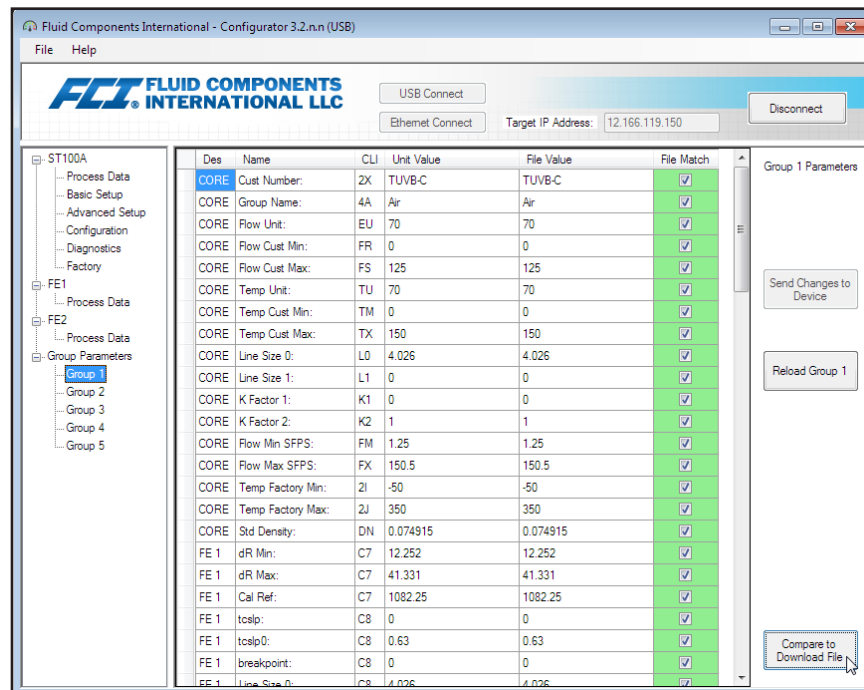 Fluid Components International - Configurator 3.2.n.n (USB)
File Help
FCI ® FLUID COMPONENTS
INTERNATIONAL LLC
USB Connect
Ethernet Connect Target IP Address: 12.166.119.150
Disconnect
ST100A
Process Data
Basic Setup
Advanced Setup
Configuration
Diagnostics
Factory
FE1
Process Data
FE2
Process Data
Group Parameters
Group 1
Group 2
Group 3
Group 4
Group 5
Des Name CLI Unit Value File Value File Match
CORE Cust Number: 2X TUVB-C TUVB-C
CORE Group Name: 4A Air Air
CORE Flow Unit: EU 70 70
CORE Flow Cust Min: FR 0 0
CORE Flow Cust Max: FS 125 125
CORE Temp Unit: TU 70 70
CORE Temp Cust Min: TM 0 0
CORE Temp Cust Max: TX 150 150
CORE Line Size 0: L0 4.026 4.026
CORE Line Size 1: L1 0 0
CORE K Factor 1: K1 0 0
CORE K Factor 2: K2 1 1
CORE Flow Min SFPS: FM 1.25 1.25
CORE Flow Max SFPS: FX 150.5 150.5
CORE Temp Factory Min: 2I -50 -50
CORE Temp Factory Max: 2J 350 350
CORE Std Density: DN 0.074915 0.074915
FE 1 dR Min: C7 12.252 12.252
FE 1 dR Max: C7 41.331 41.331
FE 1 Cal Ref: C7 1082.25 1082.25
FE 1 tcslp: C8 0 0
FE 1 tcslp0: C8 0.63 0.63
FE 1 breakpoint: C8 0 0
FE 1 Line Size 0: C8 4.026 4.026
Group 1 Parameters
Send Changes to
Device
Reload Group 1
Compare to
Download File